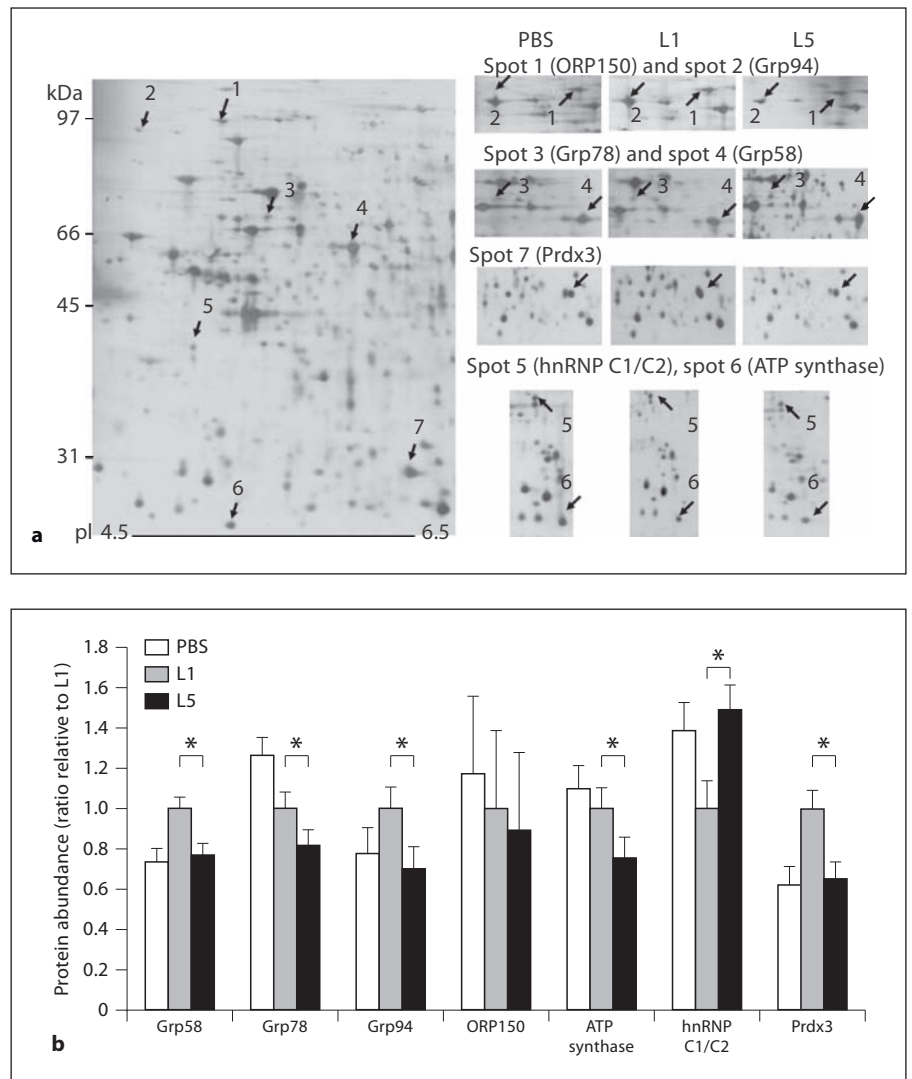 PBS L1 L5
Spot 1 (ORP150) and spot 2 (Grp94)
kDa
97
2 1
2 1 2 1 2 1
Spot 3 (Grp78) and spot 4 (Grp58)
3 4 3 4 3 4
3
4
66
Spot 7 (Prdx3)
45
5
Spot 5 (hnRNP C1/C2), spot 6 (ATP synthase)
5 5 5
7
31
6
6 6 6
a pI 4.5 6.5
Protein abundance (ratio relative to L1)
1.8
1.6
1.4
1.2
1.0
0.8
0.6
0.4
0.2
0
PBS
L1
L5
* * * * * *
Grp58 Grp78 Grp94 ORP150 ATP synthase hnRNP C1/C2 Prdx3
b